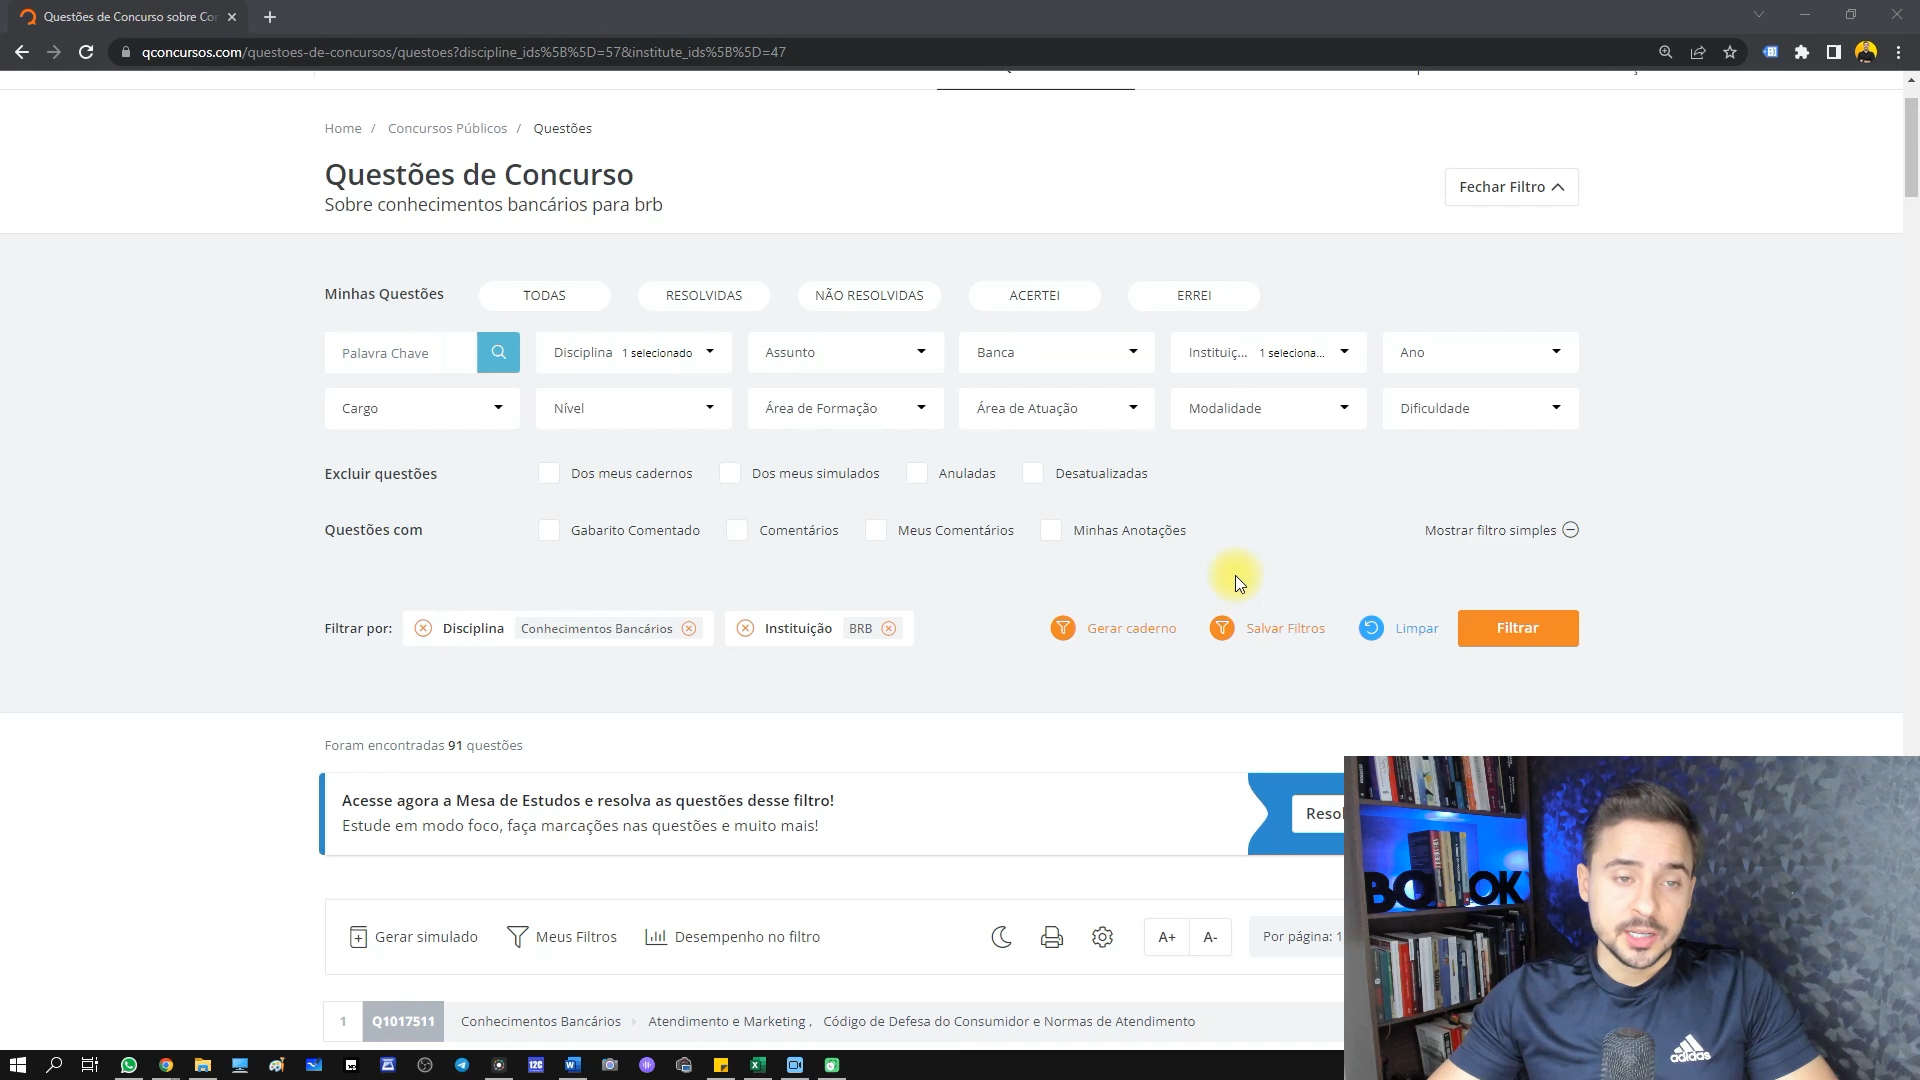 Questões de Concurso sobre Co
qconcursos.com/questoes-de-concursos/questoes?discipline_ids%5B%5D=57&institute_ids%5B%5D=47
Home / Concursos Públicos / Questões
Questões de Concurso
Sobre conhecimentos bancários para brb
Fechar Filtro
Minhas Questões TODAS RESOLVIDAS NÃO RESOLVIDAS ACERTEI ERREI
Palavra Chave Disciplina 1 selecionado Assunto Banca Instituiç... 1 seleciona... Ano
Cargo Nível Área de Formação Área de Atuação Modalidade Dificuldade
Excluir questões Dos meus cadernos Dos meus simulados Anuladas Desatualizadas
Questões com Gabarito Comentado Comentários Meus Comentários Minhas Anotações Mostrar filtro simples
Filtrar por: Disciplina Conhecimentos Bancários Instituição BRB Gerar caderno Salvar Filtros Limpar Filtrar
Foram encontradas 91 questões
Acesse agora a Mesa de Estudos e resolva as questões desse filtro!
Estude em modo foco, faça marcações nas questões e muito mais!
Resol
Gerar simulado Meus Filtros Desempenho no filtro A+ A- Por página: 1
1 Q1017511 Conhecimentos Bancários Atendimento e Marketing , Código de Defesa do Consumidor e Normas de Atendimento
BOOK
adidas
12C